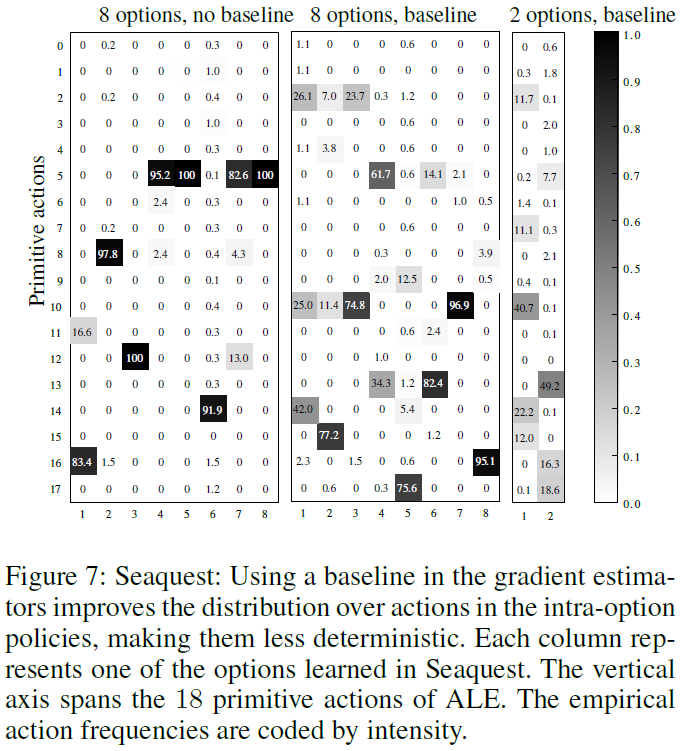 8 options, no baseline 8 options, baseline 2 options, baseline
Primitive actions
0 0 0.2 0 0 0 0.3 0 0 1.1 0 0 0 0.6 0 0 0 0 0.6 1.0
1 0 0 0 0 0 1.0 0 0 1.1 0 0 0 0 0 0 0 0.3 1.8 0.9
2 0 0.2 0 0 0 0.4 0 0 26.1 7.0 23.7 0.3 1.2 0 0 0 11.7 0.1 0.8
3 0 0 0 0 0 1.0 0 0 0 0 0 0 0.6 0 0 0 0 2.0
4 0 0 0 0 0 0.3 0 0 1.1 3.8 0 0 0 0 0 0 0 1.0 0.7
5 0 0 0 95.2 100 0.1 82.6 100 0 0 0 61.7 0.6 14.1 2.1 0 0.2 7.7
6 0 0 0 2.4 0 0.3 0 0 1.1 0 0 0 0 0 1.0 0.5 1.4 0.1 0.6
7 0 0.2 0 0 0 0.3 0 0 0 0 0 0 0.6 0 0 0 11.1 0.3
8 0 97.8 0 2.4 0 0.4 4.3 0 0 0 0 0.3 0 0 0 3.9 0 2.1 0.5
9 0 0 0 0 0 0.1 0 0 0 0 0 2.0 12.5 0 0 0.5 0.4 0.1
10 0 0 0 0 0 0.4 0 0 25.0 11.4 74.8 0 0 0 96.9 0 40.7 0.1 0.4
11 16.6 0 0 0 0 0.3 0 0 0 0 0 0 0.6 2.4 0 0 0 0.1
12 0 0 100 0 0 0.3 13.0 0 0 0 0 1.0 0 0 0 0 0 0 0.3
13 0 0 0 0 0 0.3 0 0 0 0 0 34.3 1.2 82.4 0 0 0 49.2
14 0 0 0 0 0 91.9 0 0 42.0 0 0 0 5.4 0 0 0 22.2 0.1 0.2
15 0 0 0 0 0 0 0 0 0 77.2 0 0 0 1.2 0 0 12.0 0
16 83.4 1.5 0 0 0 1.5 0 0 2.3 0 1.5 0 0.6 0 0 95.1 0 16.3 0.1
17 0 0 0 0 0 1.2 0 0 0 0.6 0 0.3 75.6 0 0 0 0.1 18.6 0.0
1 2 3 4 5 6 7 8 1 2 3 4 5 6 7 8 1 2
Figure 7: Seaquest: Using a baseline in the gradient estima-
tors improves the distribution over actions in the intra-option
policies, making them less deterministic. Each column rep-
resents one of the options learned in Seaquest. The vertical
axis spans the 18 primitive actions of ALE. The empirical
action frequencies are coded by intensity.